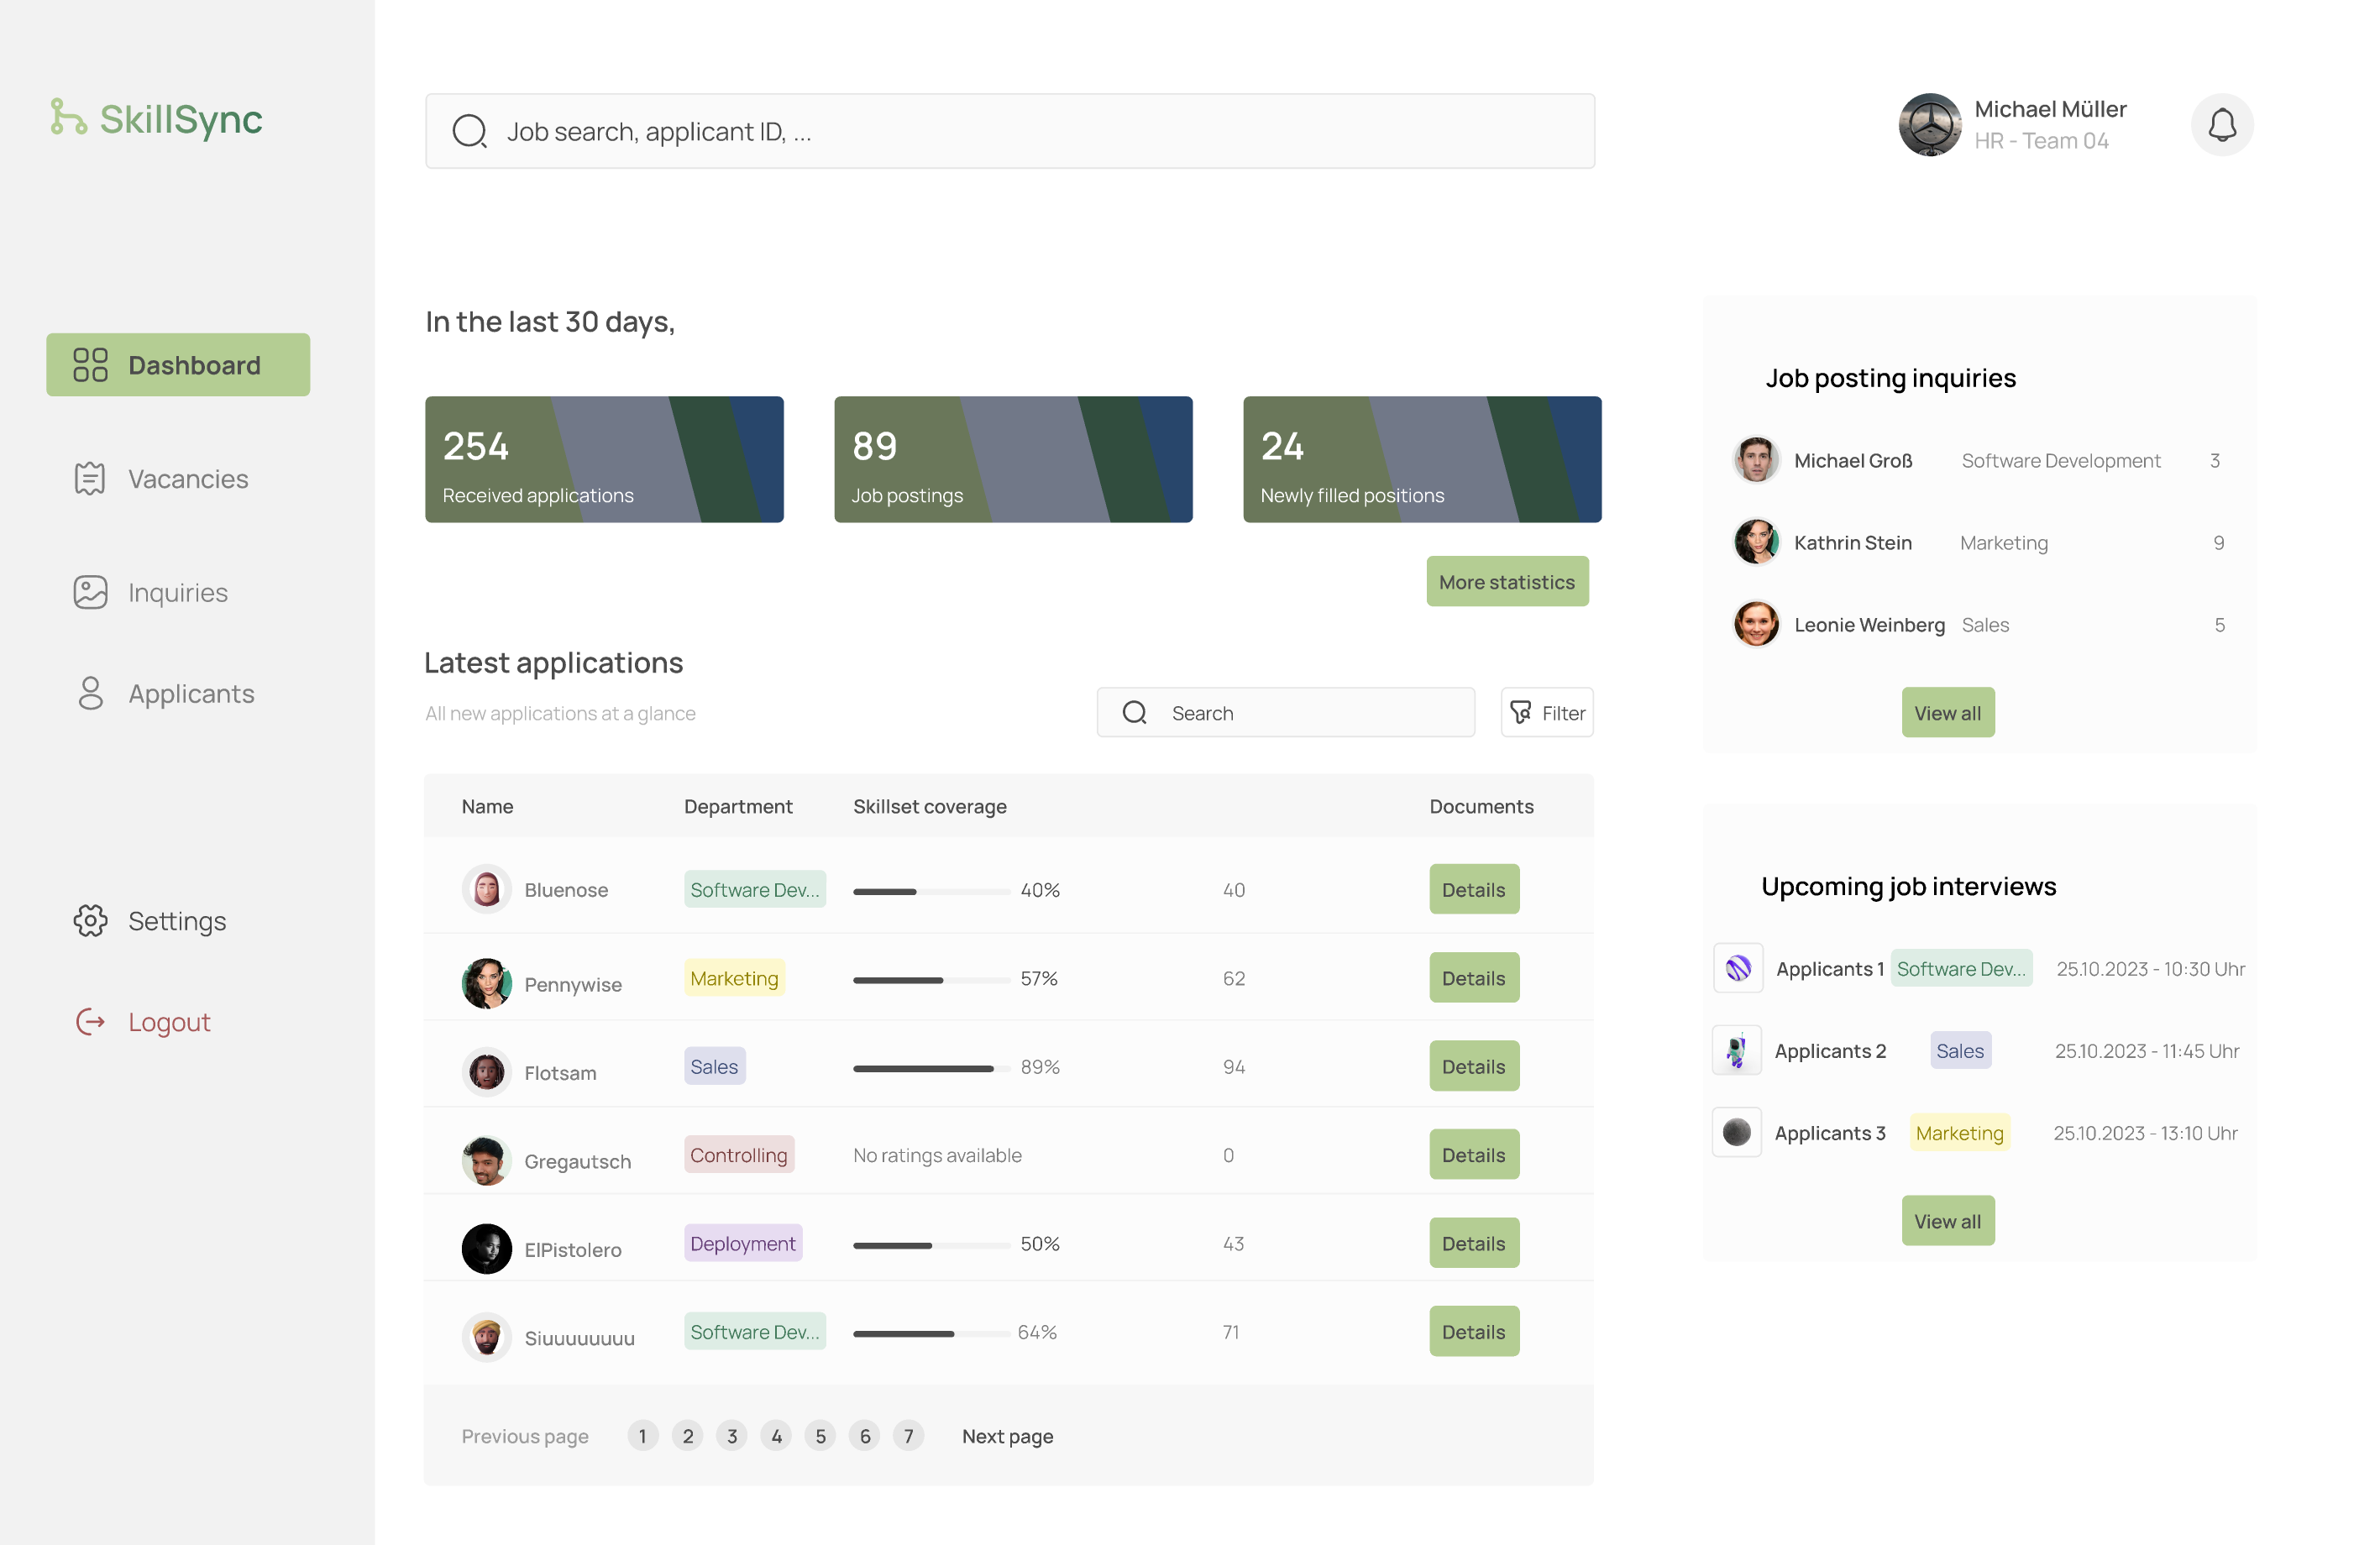 SkillSync
Job search, applicant ID, ...
Michael Müller
HR - Team 04
Dashboard
Vacancies
Inquiries
Applicants
Settings
Logout
In the last 30 days,
254
Received applications
89
Job postings
24
Newly filled positions
More statistics
Latest applications
All new applications at a glance
Search
Filter
Name Department Skillset coverage Documents
Bluenose Software Dev... 40% 40 Details
Pennywise Marketing 57% 62 Details
Flotsam Sales 89% 94 Details
Gregautsch Controlling No ratings available 0 Details
ElPistolero Deployment 50% 43 Details
Siuuuuuuuu Software Dev... 64% 71 Details
Previous page 1 2 3 4 5 6 7 Next page
Job posting inquiries
Michael Groß Software Development 3
Kathrin Stein Marketing 9
Leonie Weinberg Sales 5
View all
Upcoming job interviews
Applicants 1 Software Dev... 25.10.2023 - 10:30 Uhr
Applicants 2 Sales 25.10.2023 - 11:45 Uhr
Applicants 3 Marketing 25.10.2023 - 13:10 Uhr
View all